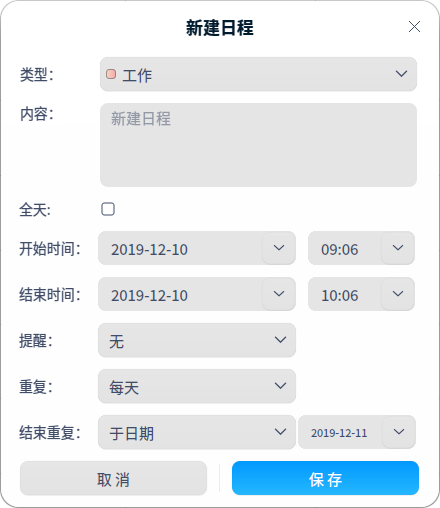 新建日程
类型： 工作
内容： 新建日程
全天：
开始时间： 2019-12-10 09:06
结束时间： 2019-12-10 10:06
提醒： 无
重复： 每天
结束重复： 于日期 2019-12-11
取 消 保 存